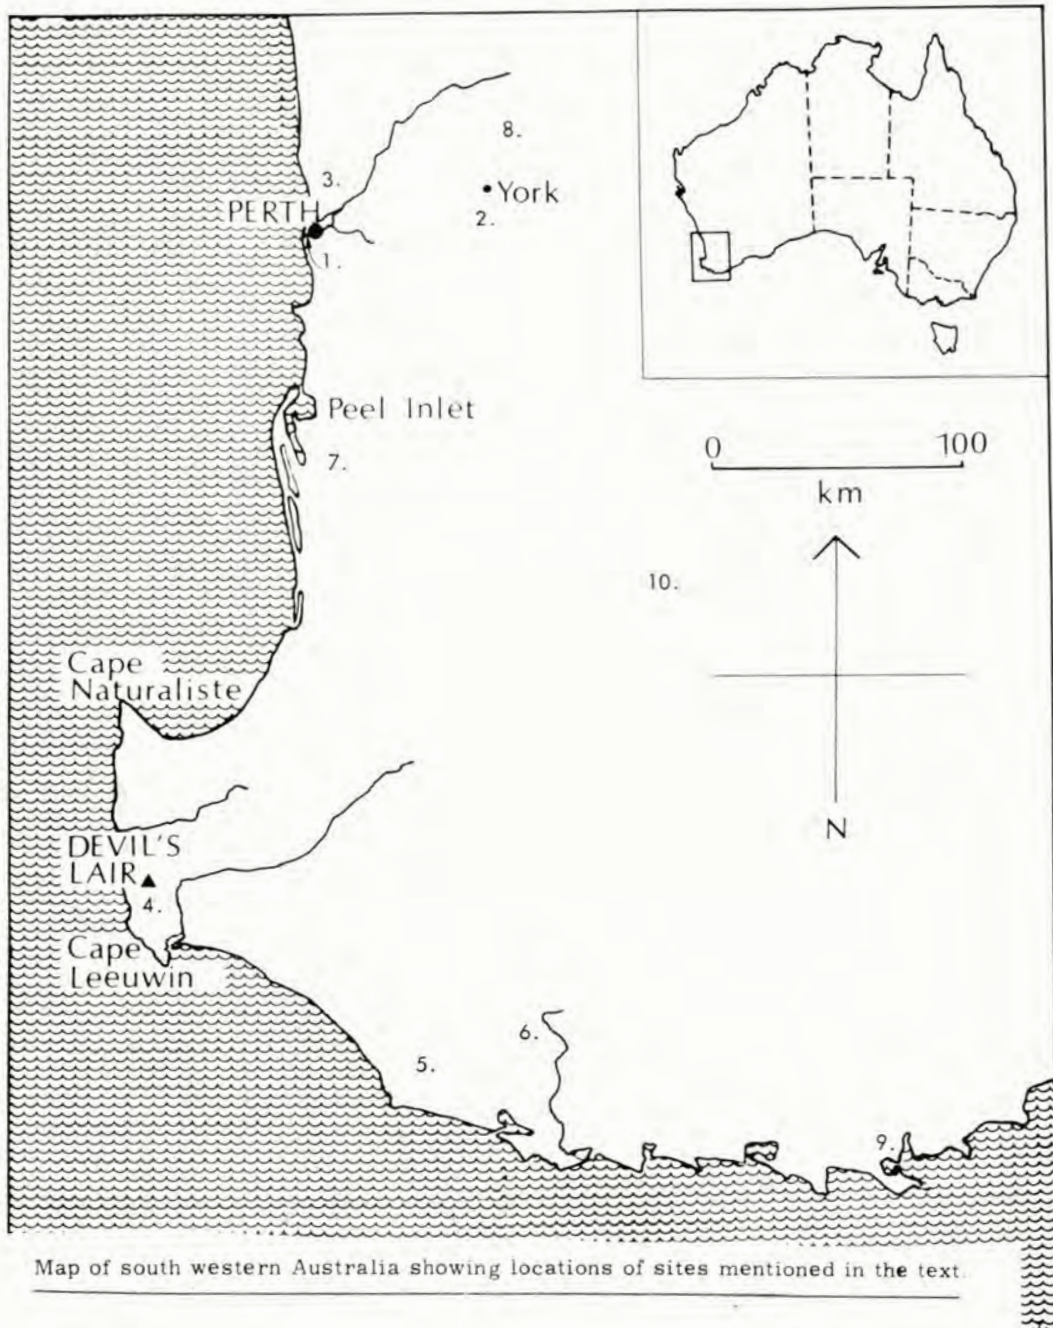 8.
3.
York
PERTH
2.
1.
Peel Inlet
0 100
km
7.
10.
Cape
Naturaliste
N
DEVIL'S
LAIR
4.
Cape
Leeuwin
6.
5.
9.
Map of south western Australia showing locations of sites mentioned in the text.